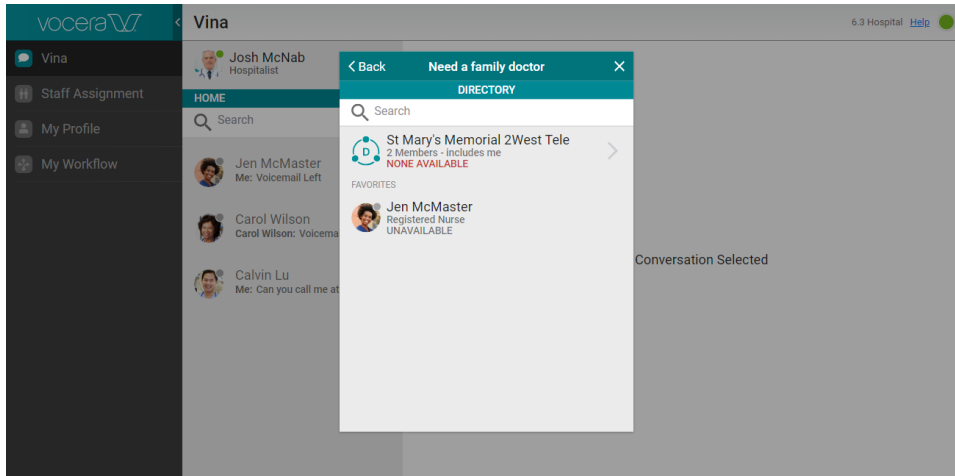 vocera
Vina
6.3 Hospital Help
Vina
Staff Assignment
My Profile
My Workflow
Josh McNab
Hospitalist
HOME
Search
Jen McMaster
Me: Voicemail Left
Carol Wilson
Carol Wilson: Voicema
Calvin Lu
Me: Can you call me at
Back
Need a family doctor
DIRECTORY
Search
D
St Mary's Memorial 2West Tele
2 Members - includes me
NONE AVAILABLE
FAVORITES
Jen McMaster
Registered Nurse
UNAVAILABLE
Conversation Selected